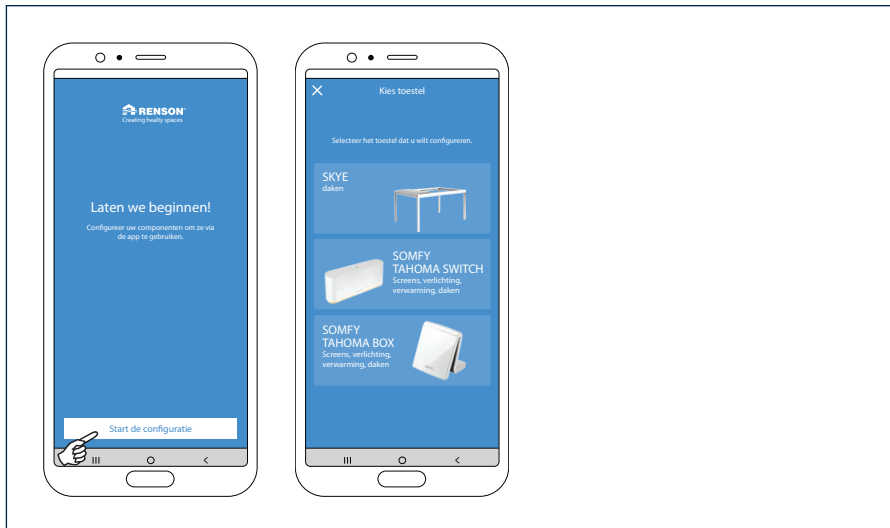 RENSON®
Creating healty spaces
Laten we beginnen!
Configureer uw componenten om ze via
de app te gebruiken.
Start de configuratie
Kies toestel
Selecteer het toestel dat u wilt configureren.
SKYE
daken
SOMFY
TAHOMA SWITCH
Screens, verlichting,
verwarming, daken
SOMFY
TAHOMA BOX
Screens, verlichting,
verwarming, daken